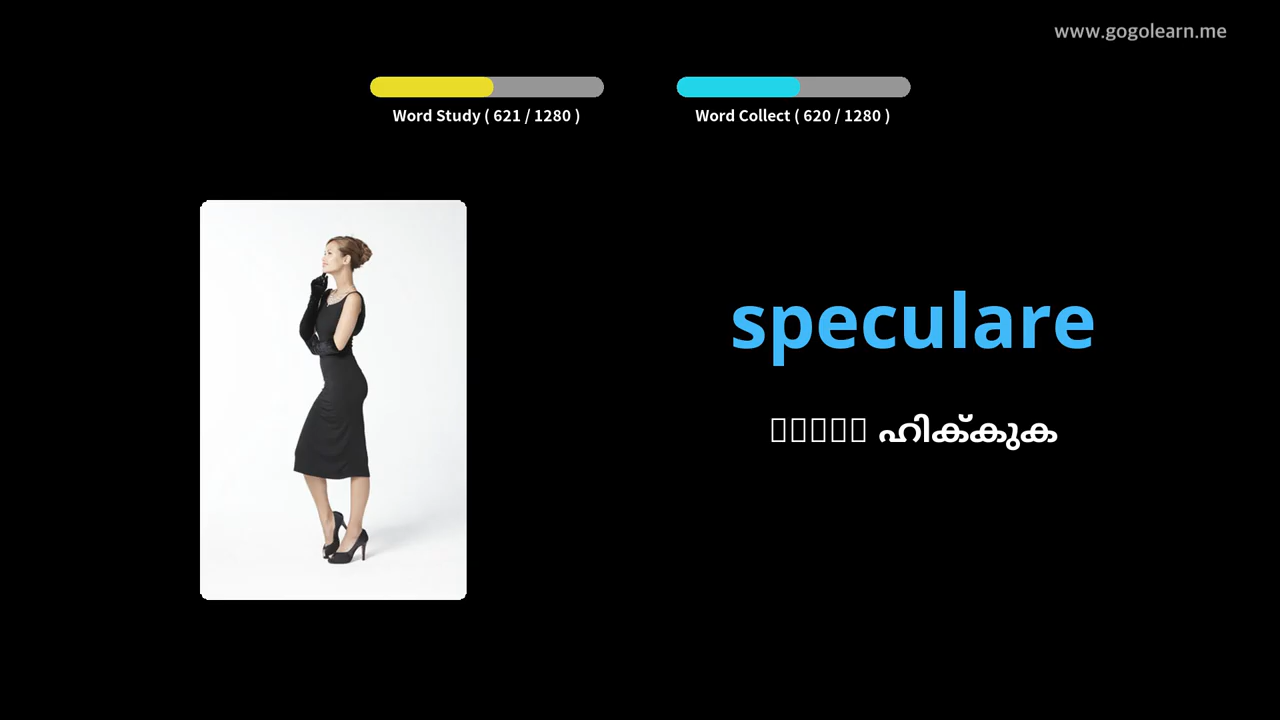 www.gogolearn.me
Word Study ( 621 / 1280 )
Word Collect ( 620 / 1280 )
speculare
ഹിക്കുക